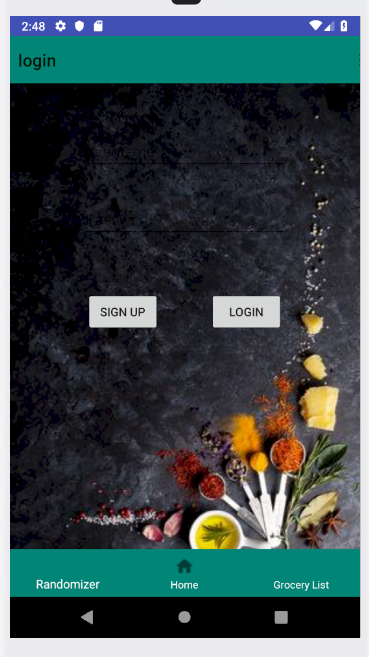 2:48
login
SIGN UP
LOGIN
Randomizer
Home
Grocery List